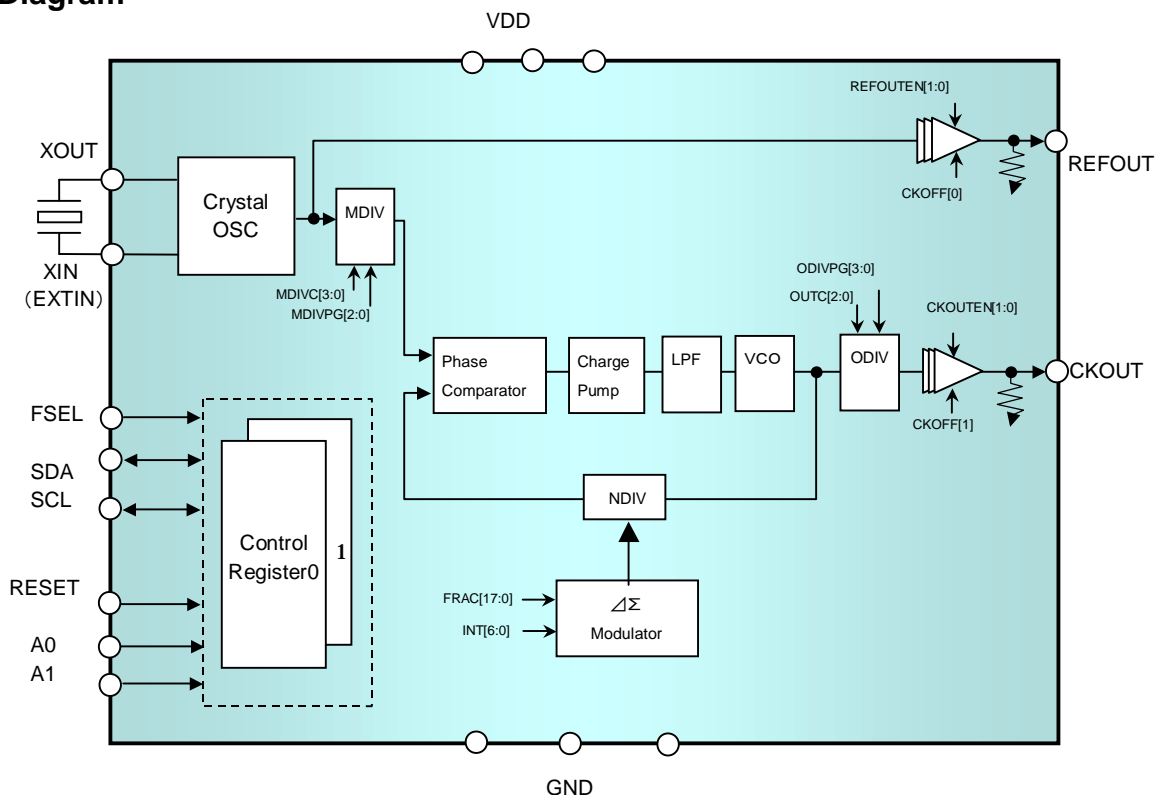 Diagram
VDD
REFOUTEN[1:0]
XOUT
REFOUT
Crystal
OSC
MDIV
CKOFF[0]
XIN
(EXTIN)
MDIVC[3:0]
MDIVPG[2:0]
ODIVPG[3:0]
OUTC[2:0]
CKOUTEN[1:0]
Phase
Comparator
Charge
Pump
LPF
VCO
ODIV
CKOUT
CKOFF[1]
FSEL
SDA
SCL
NDIV
Control
Register0
1
RESET
FRAC[17:0]
INT[6:0]
⊿Σ
Modulator
A0
A1
GND